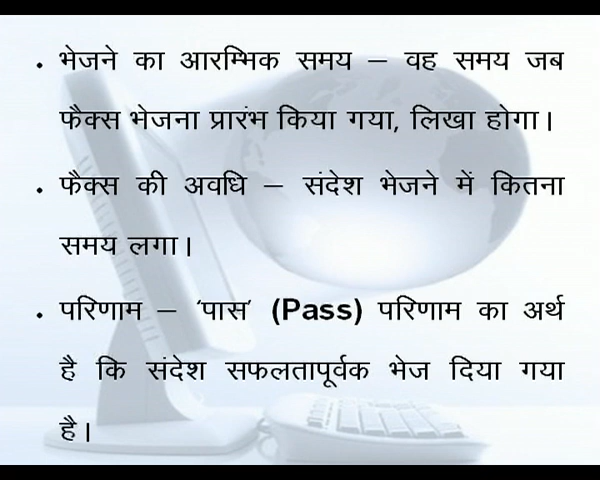 • भेजने का आरम्भिक समय – वह समय जब
फैक्स भेजना प्रारंभ किया गया, लिखा होगा।
• फैक्स की अवधि – संदेश भेजने में कितना
समय लगा।
• परिणाम – ‘पास’ (Pass) परिणाम का अर्थ
है कि संदेश सफलतापूर्वक भेज दिया गया
है।